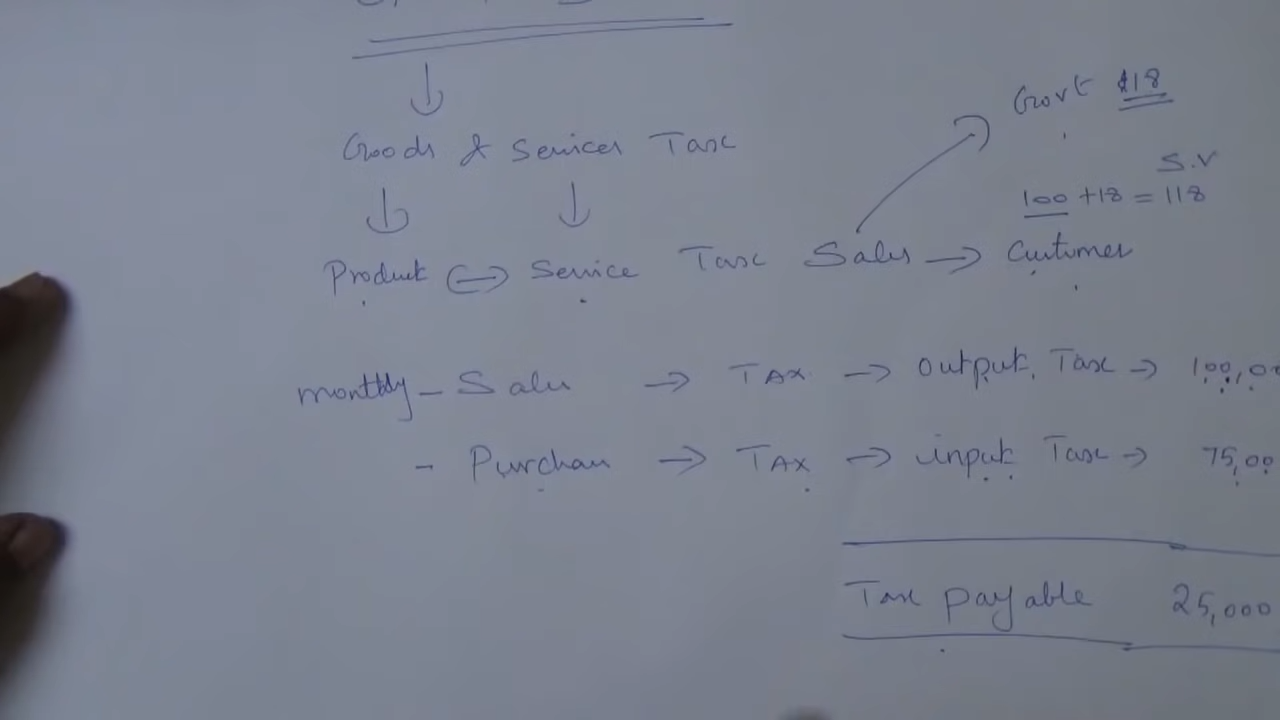 Govt 18
Goods & Services Tax
S.V
100 + 18 = 118
Product ↔ Service Tax Sales → Customer
monthly - Sales → TAX → output Tax → 100,00
- Purchase → TAX → input Tax → 75,00
Tax payable 25,000